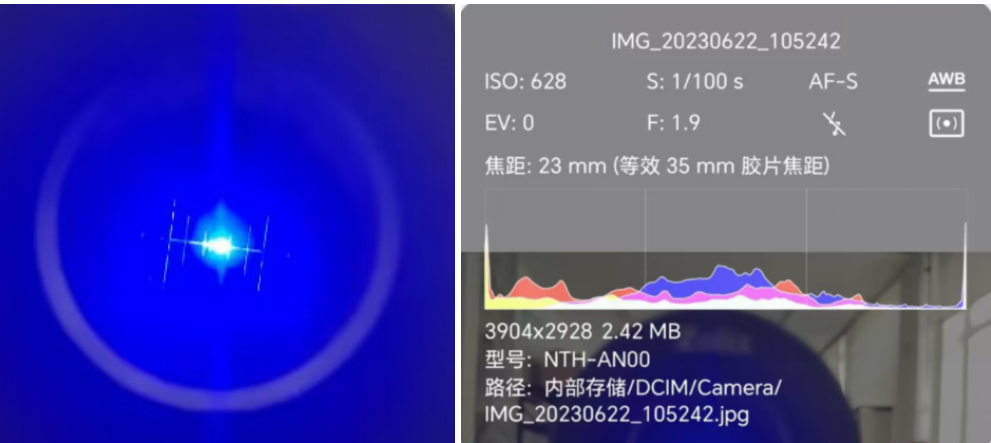 IMG_20230622_105242
ISO: 628 S: 1/100 s AF-S AWB
EV: 0 F: 1.9
焦距: 23 mm (等效 35 mm 胶片焦距)
3904x2928 2.42 MB
型号: NTH-AN00
路径: 内部存储/DCIM/Camera/
IMG_20230622_105242.jpg